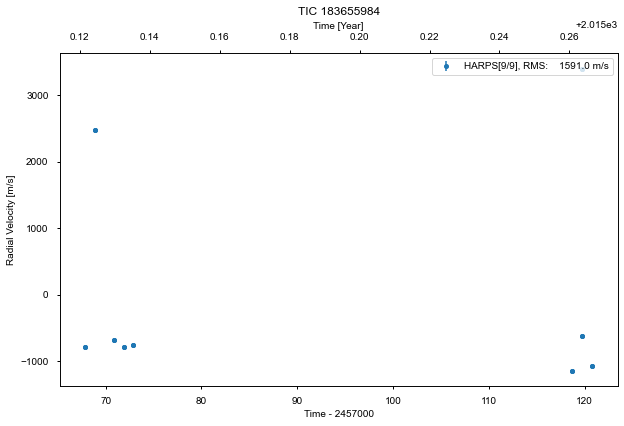 TIC 183655984
Time [Year]
+2.015e3
0.12 0.14 0.16 0.18 0.20 0.22 0.24 0.26
HARPS[9/9], RMS: 1591.0 m/s
3000
2000
1000
0
−1000
Radial Velocity [m/s]
70 80 90 100 110 120
Time - 2457000